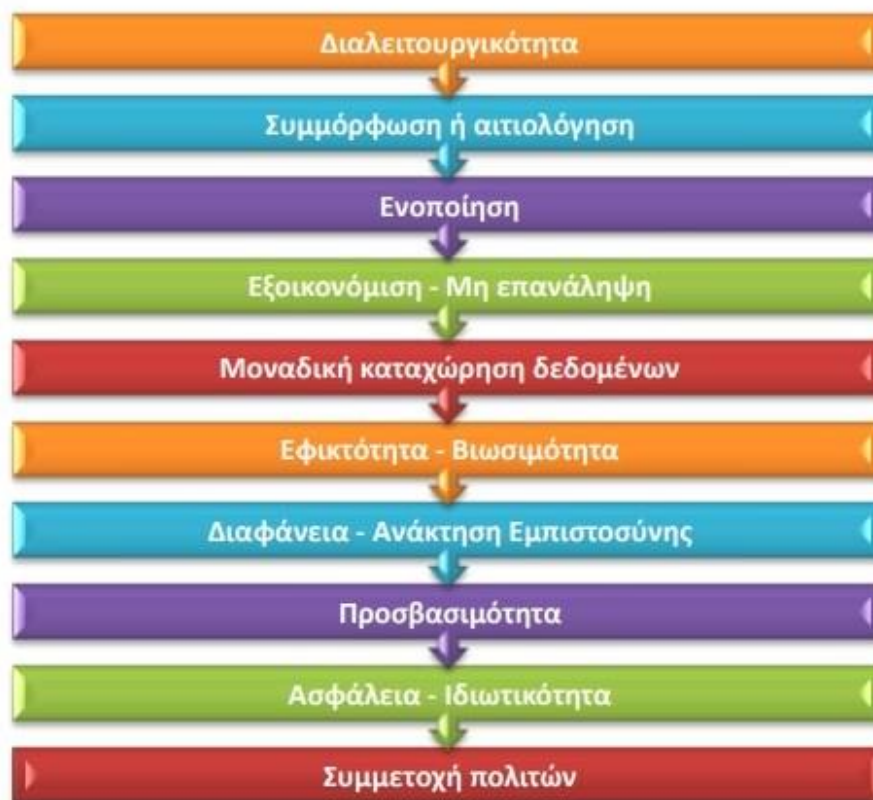 Διαλειτουργικότητα
Συμμόρφωση ή αιτιολόγηση
Ενοποίηση
Εξοικονόμιση - Μη επανάληψη
Μοναδική καταχώρηση δεδομένων
Εφικτότητα - Βιωσιμότητα
Διαφάνεια - Ανάκτηση Εμπιστοσύνης
Προσβασιμότητα
Ασφάλεια - Ιδιωτικότητα
Συμμετοχή πολιτών